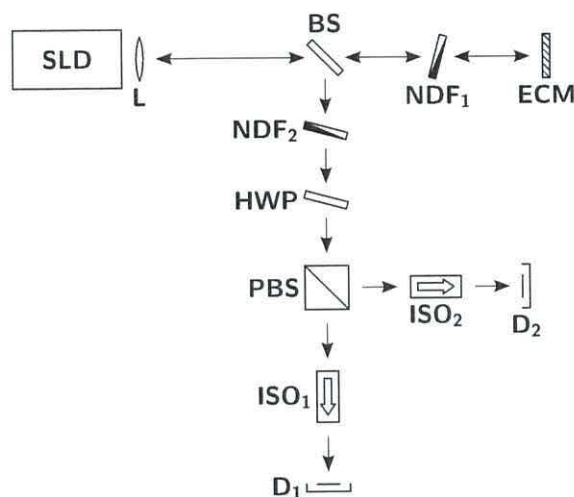 BS
SLD
L
NDF₁
ECM
NDF₂
HWP
PBS
ISO₂
D₂
ISO₁
D₁